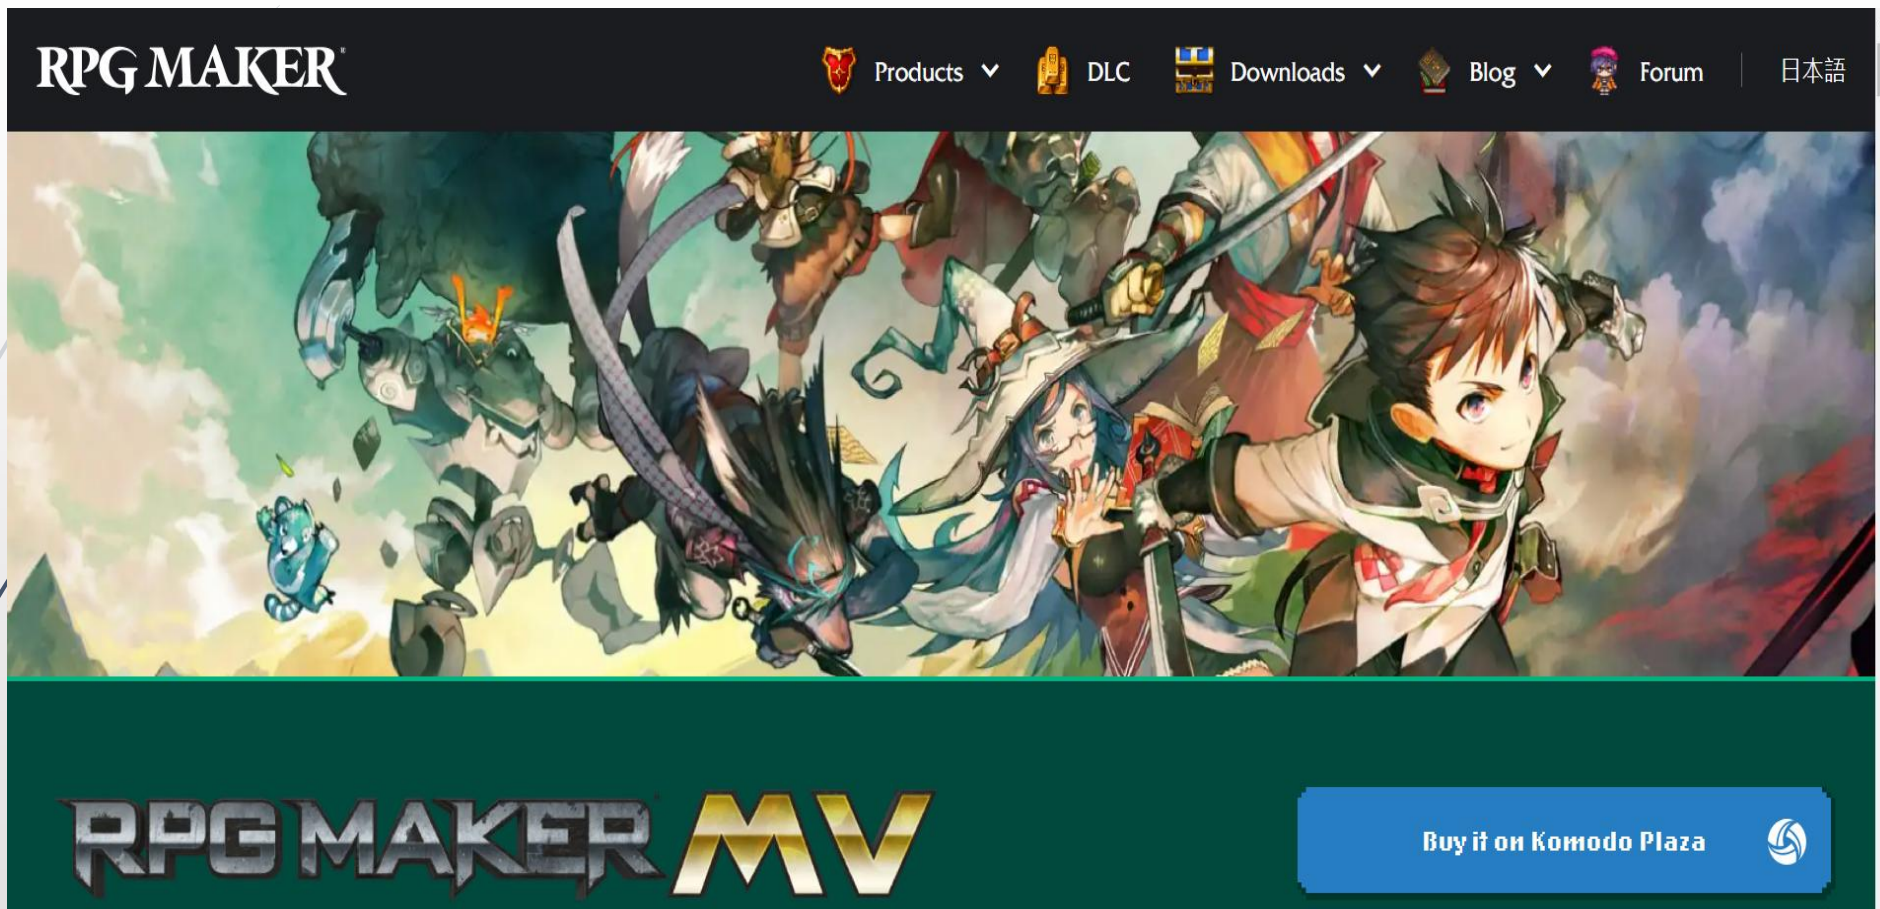 RPG MAKER®
Products
DLC
Downloads
Blog
Forum
日本語
RPG MAKER MV
Buy it on Komodo Plaza